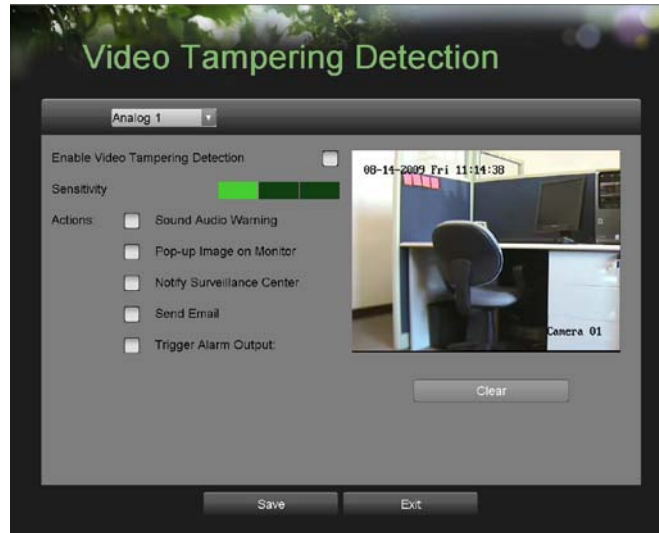 Video Tampering Detection
Analog 1
Enable Video Tampering Detection
Sensitivity
Actions:
Sound Audio Warning
Pop-up Image on Monitor
Notify Surveillance Center
Send Email
Trigger Alarm Output:
08-14-2009 Fri 11:14:38
Camera 01
Clear
Save
Exit